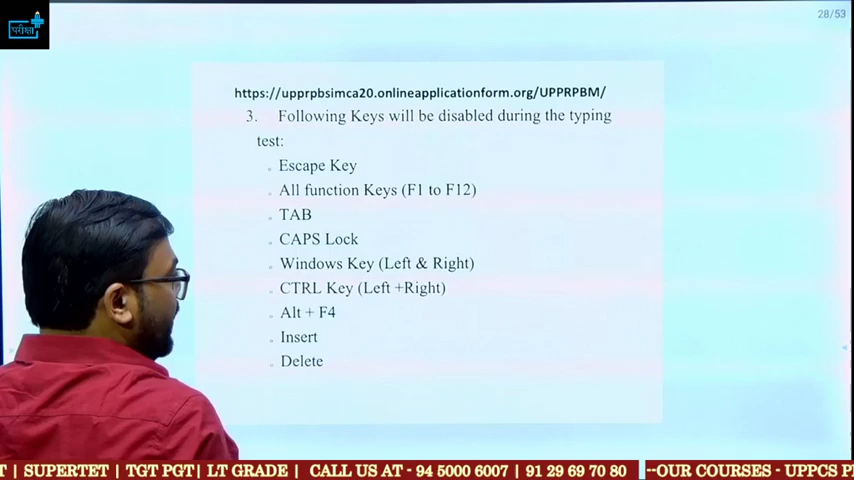 परीक्षा
28/53
https://upprpbsimca20.onlineapplicationform.org/UPPRPBM/
3. Following Keys will be disabled during the typing
test:
Escape Key
All function Keys (F1 to F12)
TAB
CAPS Lock
Windows Key (Left & Right)
CTRL Key (Left +Right)
Alt + F4
Insert
Delete
T | SUPERTET | TGT PGT| LT GRADE | CALL US AT - 94 5000 6007 | 91 29 69 70 80 --OUR COURSES - UPPCS P